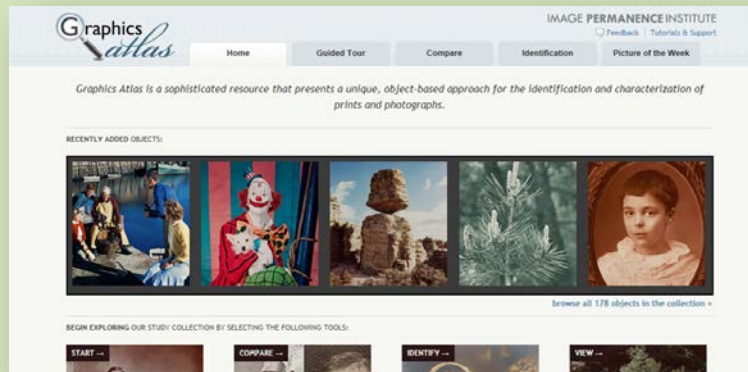 Graphics
atlas
IMAGE PERMANENCE INSTITUTE
Feedback | Tutorials & Support
Home Guided Tour Compare Identification Picture of the Week
Graphics Atlas is a sophisticated resource that presents a unique, object-based approach for the identification and characterization of
prints and photographs.
RECENTLY ADDED OBJECTS:
browse all 178 objects in the collection »
BEGIN EXPLORING OUR STUDY COLLECTION BY SELECTING THE FOLLOWING TOOLS:
START → COMPARE → IDENTIFY → VIEW →